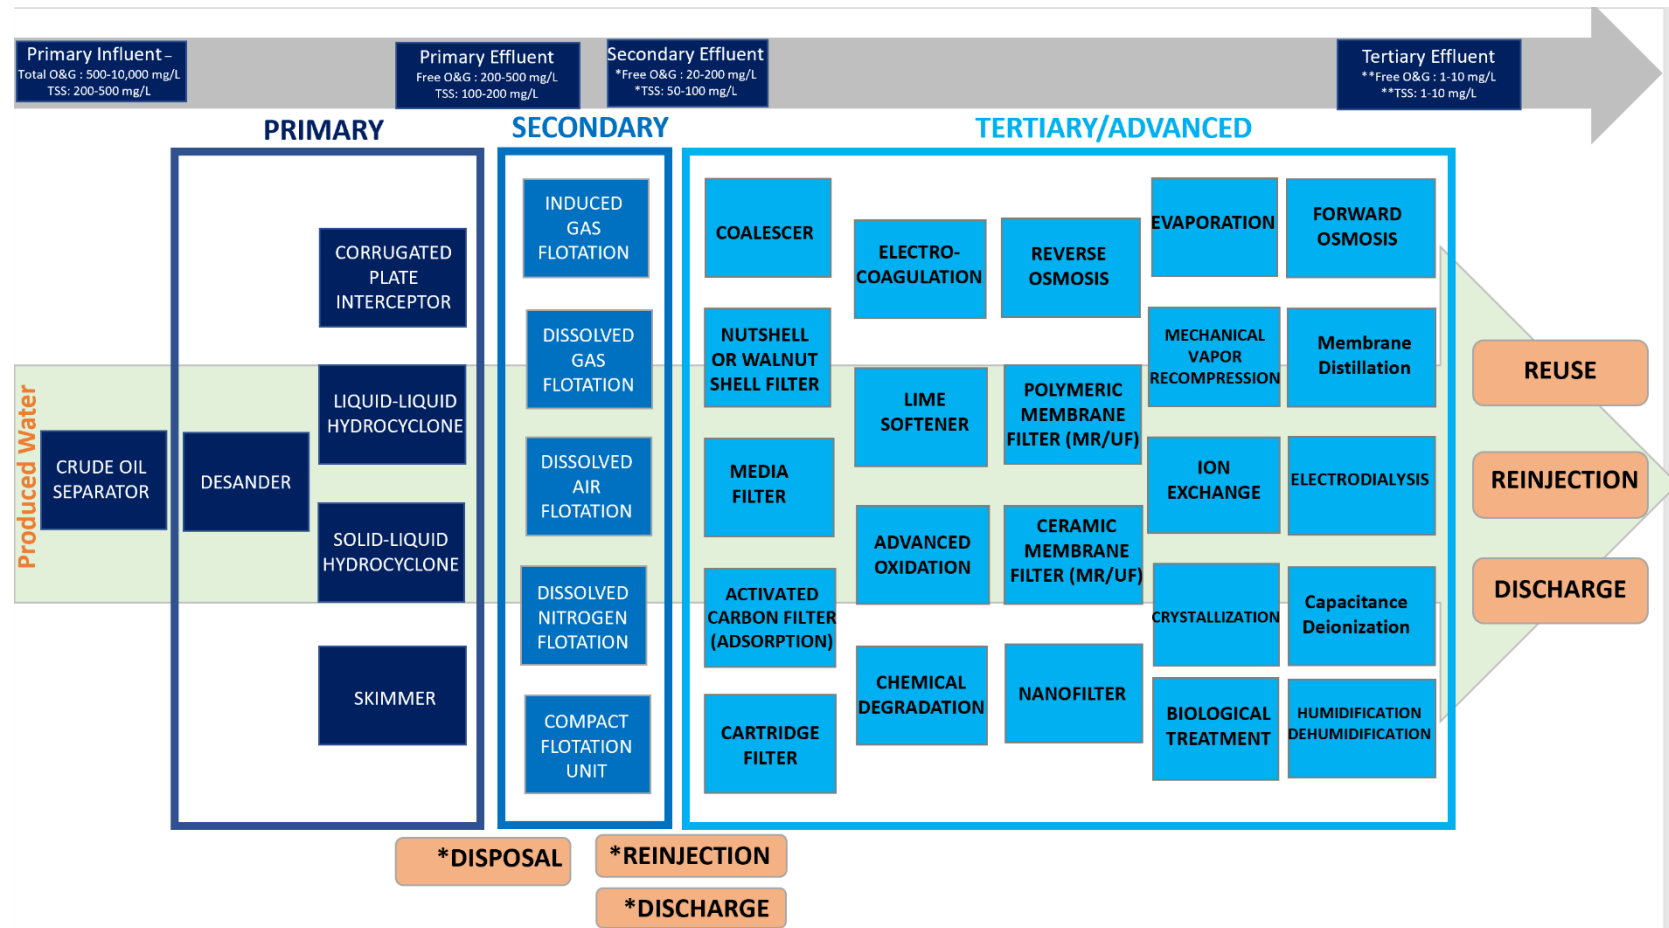 Primary Influent –
Total O&G : 500-10,000 mg/L
TSS: 200-500 mg/L
Primary Effluent
Free O&G : 200-500 mg/L
TSS: 100-200 mg/L
Secondary Effluent
*Free O&G : 20-200 mg/L
*TSS: 50-100 mg/L
Tertiary Effluent
**Free O&G : 1-10 mg/L
**TSS: 1-10 mg/L
PRIMARY
SECONDARY
TERTIARY/ADVANCED
Produced Water
CRUDE OIL
SEPARATOR
DESANDER
CORRUGATED
PLATE
INTERCEPTOR
LIQUID-LIQUID
HYDROCYCLONE
SOLID-LIQUID
HYDROCYCLONE
SKIMMER
INDUCED
GAS
FLOTATION
DISSOLVED
GAS
FLOTATION
DISSOLVED
AIR
FLOTATION
DISSOLVED
NITROGEN
FLOTATION
COMPACT
FLOTATION
UNIT
COALESCER
NUTSHELL
OR WALNUT
SHELL FILTER
MEDIA
FILTER
ACTIVATED
CARBON FILTER
(ADSORPTION)
CARTRIDGE
FILTER
ELECTRO-
COAGULATION
LIME
SOFTENER
ADVANCED
OXIDATION
CHEMICAL
DEGRADATION
REVERSE
OSMOSIS
POLYMERIC
MEMBRANE
FILTER (MR/UF)
CERAMIC
MEMBRANE
FILTER (MR/UF)
NANOFILTER
EVAPORATION
MECHANICAL
VAPOR
RECOMPRESSION
ION
EXCHANGE
CRYSTALLIZATION
BIOLOGICAL
TREATMENT
FORWARD
OSMOSIS
Membrane
Distillation
ELECTRODIALYSIS
Capacitance
Deionization
HUMIDIFICATION
DEHUMIDIFICATION
REUSE
REINJECTION
DISCHARGE
*DISPOSAL
*REINJECTION
*DISCHARGE